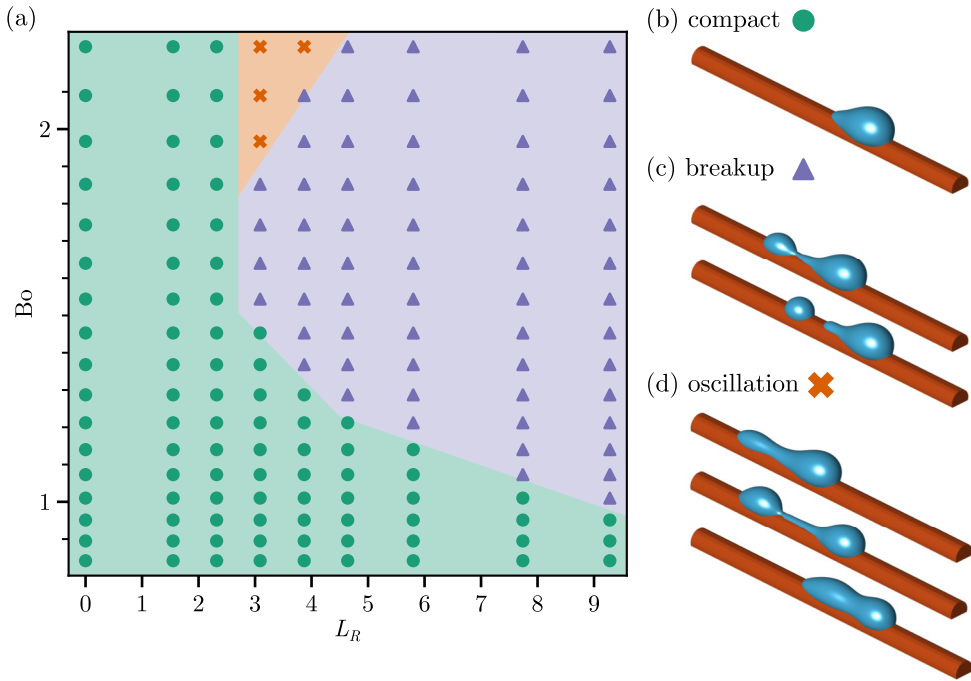 (a)
2
1
Bo
0 1 2 3 4 5 6 7 8 9
L_R
(b) compact
(c) breakup
(d) oscillation